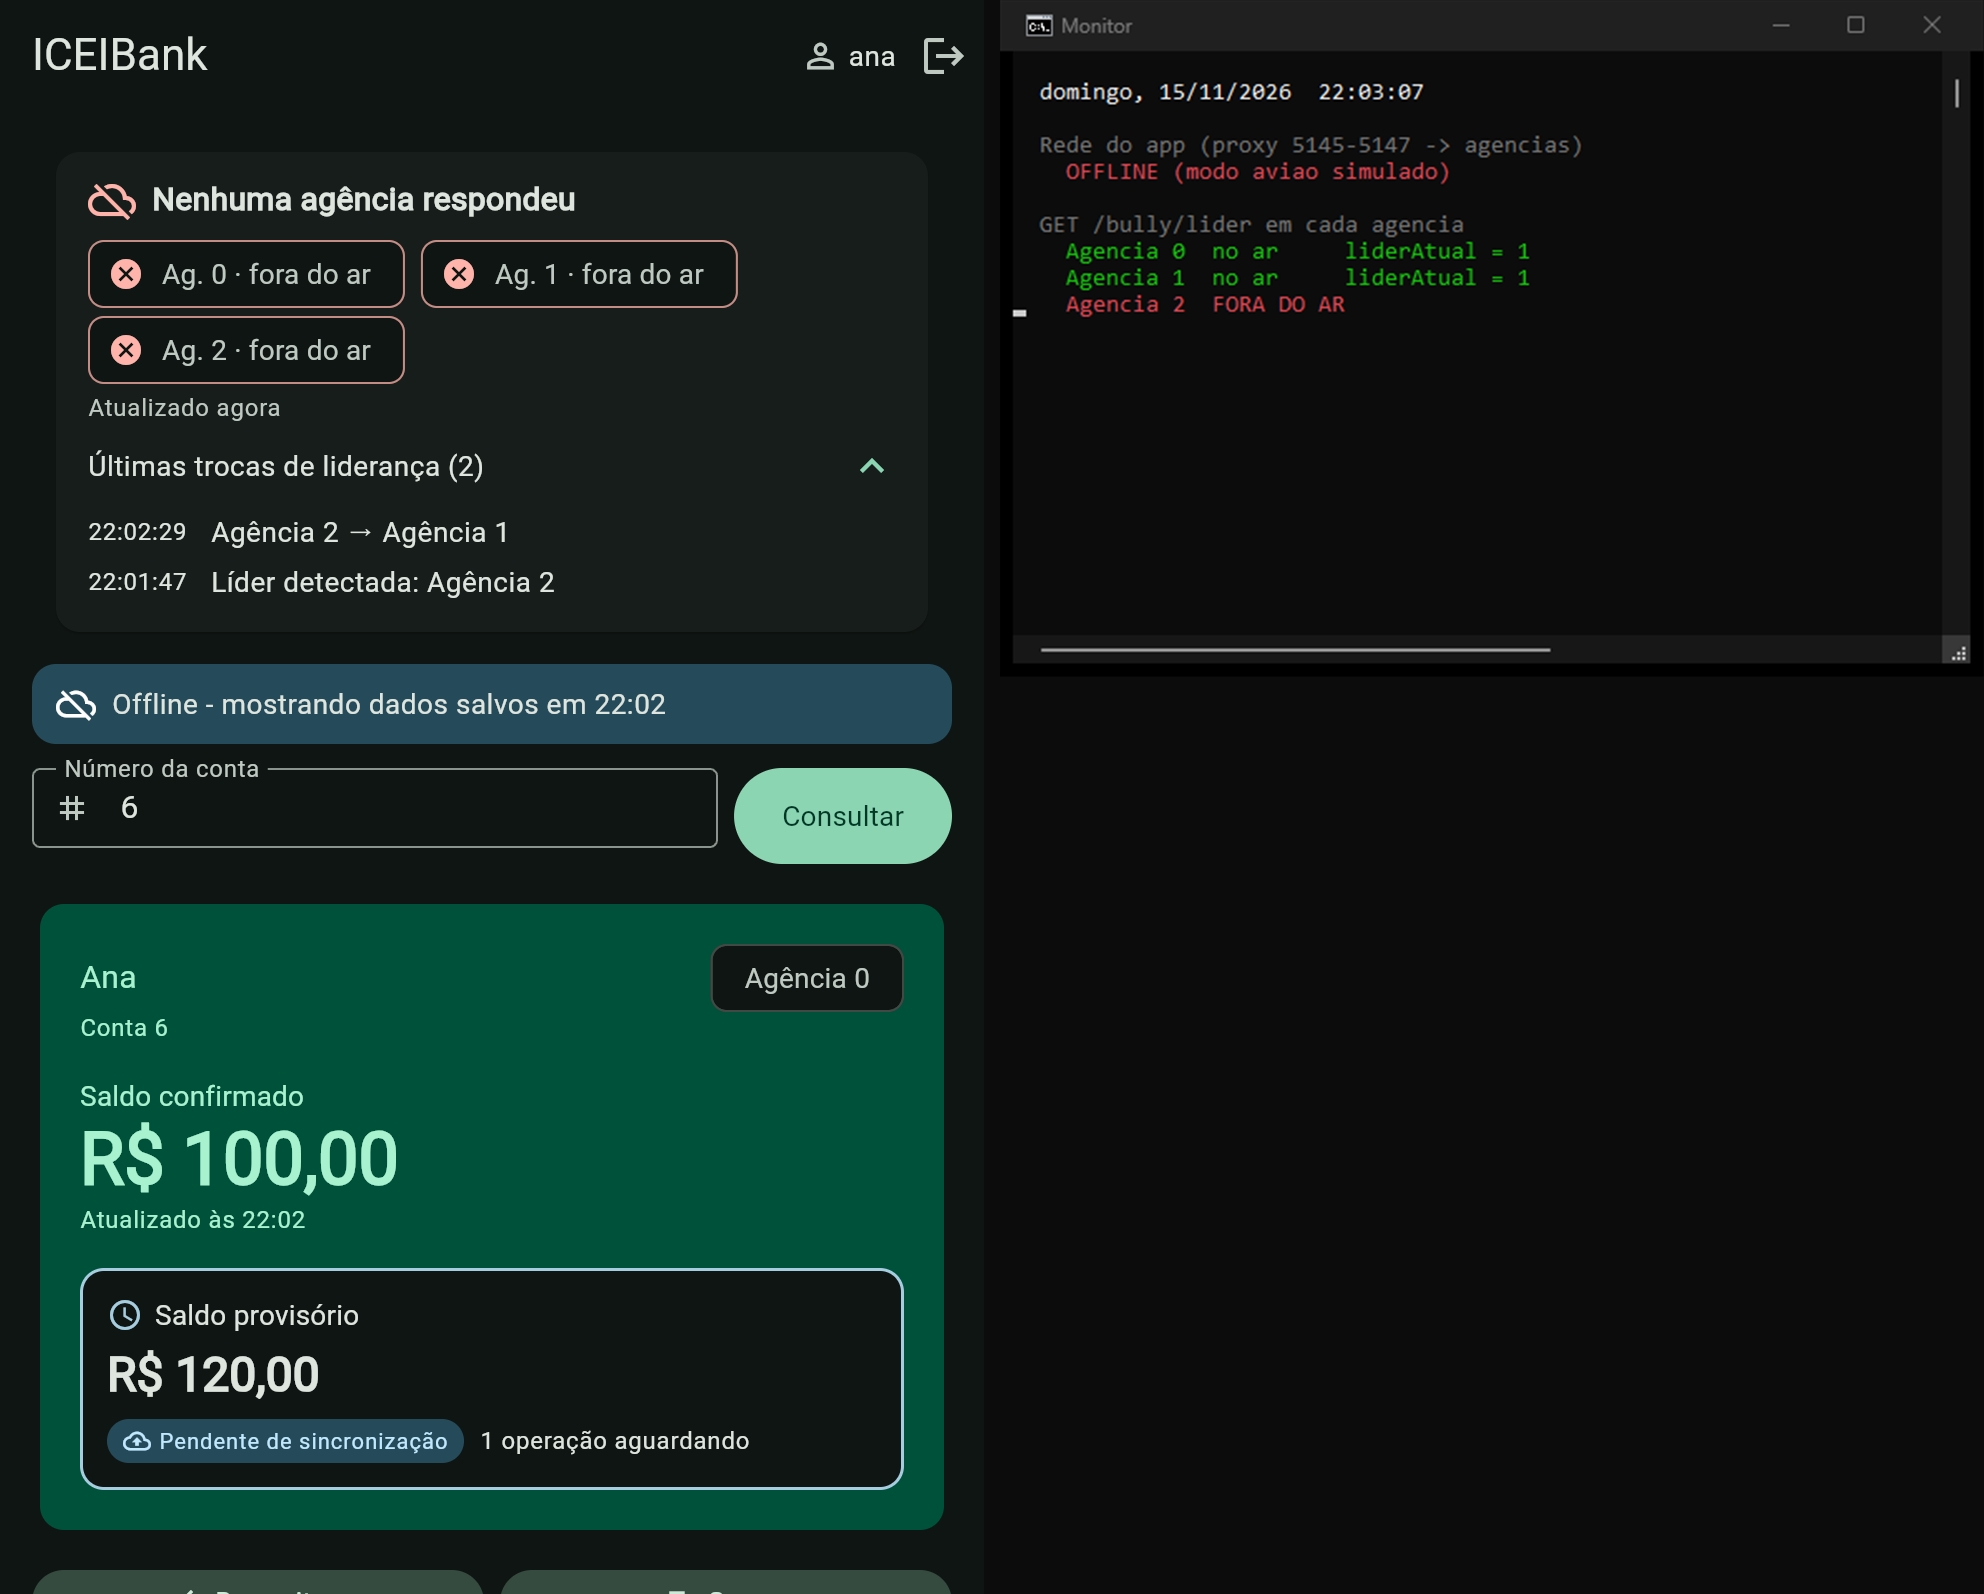 ICEIBank
ana
Nenhuma agência respondeu
Ag. 0 · fora do ar
Ag. 1 · fora do ar
Ag. 2 · fora do ar
Atualizado agora
Últimas trocas de liderança (2)
22:02:29 Agência 2 → Agência 1
22:01:47 Líder detectada: Agência 2
Offline - mostrando dados salvos em 22:02
Número da conta
# 6
Consultar
Ana
Agência 0
Conta 6
Saldo confirmado
R$ 100,00
Atualizado às 22:02
Saldo provisório
R$ 120,00
Pendente de sincronização
1 operação aguardando
Monitor
domingo, 15/11/2026 22:03:07
Rede do app (proxy 5145-5147 -> agencias)
OFFLINE (modo aviao simulado)
GET /bully/lider em cada agencia
Agencia 0 no ar liderAtual = 1
Agencia 1 no ar liderAtual = 1
Agencia 2 FORA DO AR